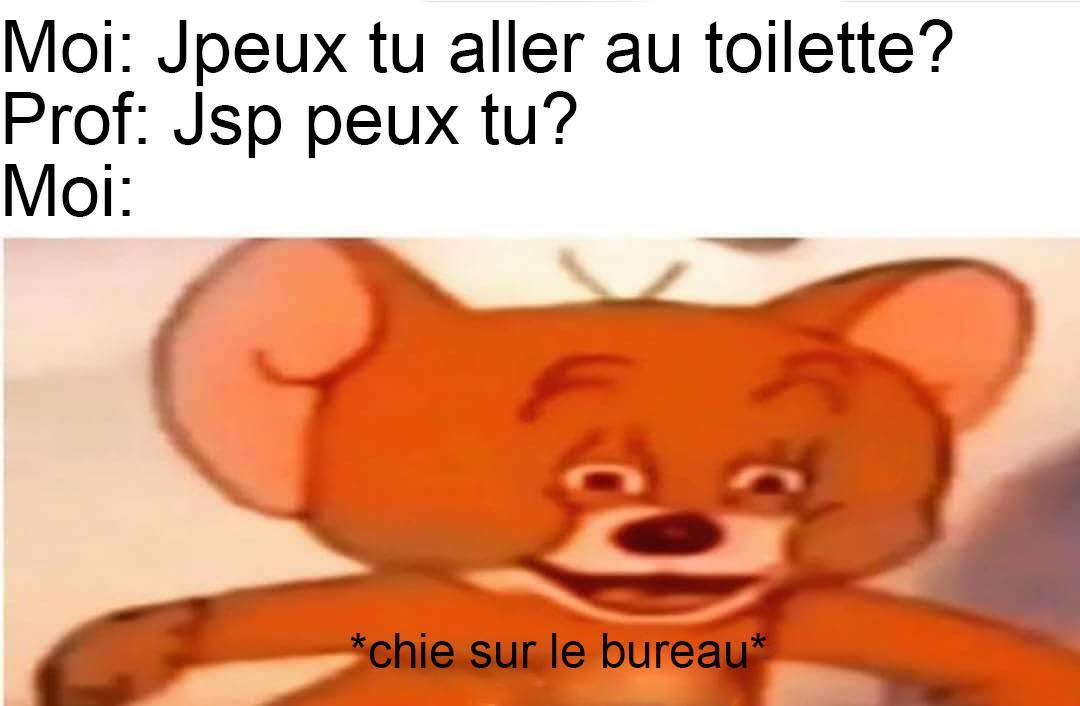 Moi: Jpeux tu aller au toilette?
Prof: Jsp peux tu?
Moi:
*chie sur le bureau*